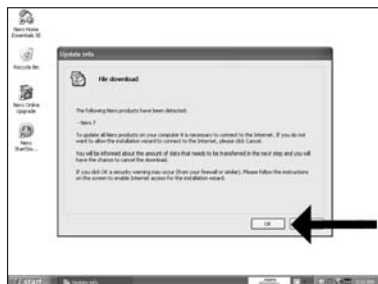 Nero Home
Essentials SE
Recycle Bin
Nero Online
Upgrade
Nero
StartSm...
Update Info
File download
The following Nero products have been detected:
- Nero 7
To update all Nero products on your computer it is necessary to connect to the Internet. If you do not
want to allow the installation wizard to connect to the Internet, please click Cancel.
You will be informed about the amount of data that needs to be transferred in the next step and you will
have the chance to cancel the download.
If you click OK a security warning may occur (from your firewall or similar). Please follow the instructions
on the screen to enable Internet access for the installation wizard.
OK
start
Update Info